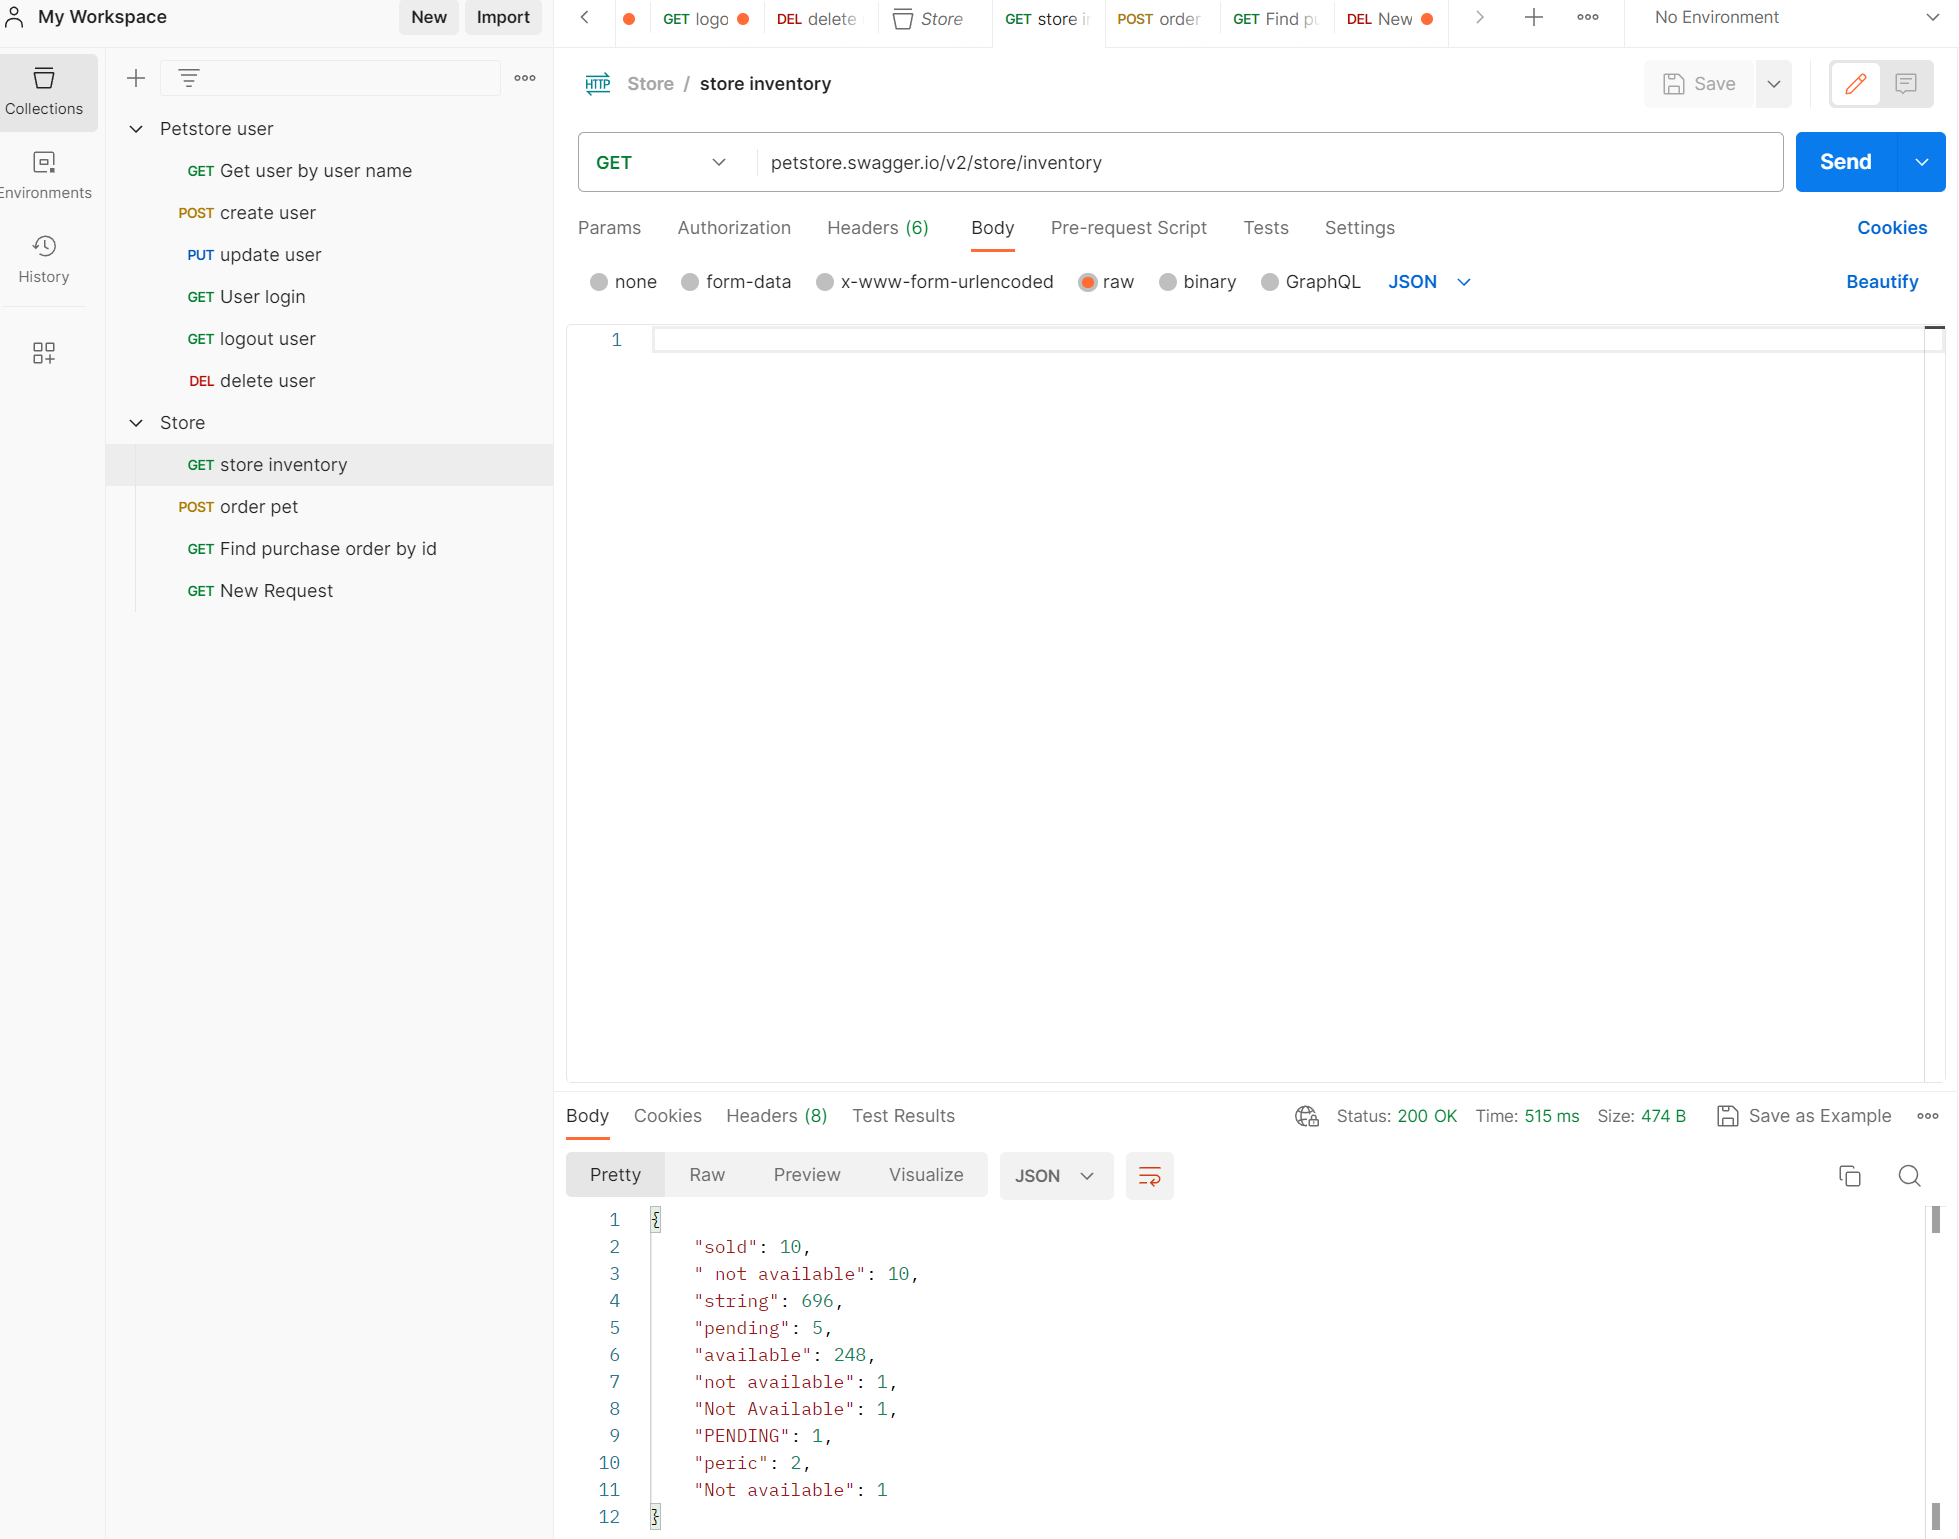 My Workspace New Import
GET logo DEL delete Store GET store i POST order GET Find pu DEL New No Environment
Collections
Environments
History
Petstore user
GET Get user by user name
POST create user
PUT update user
GET User login
GET logout user
DEL delete user
Store
GET store inventory
POST order pet
GET Find purchase order by id
GET New Request
HTTP Store / store inventory Save
GET petstore.swagger.io/v2/store/inventory Send
Params Authorization Headers (6) Body Pre-request Script Tests Settings Cookies
none form-data x-www-form-urlencoded raw binary GraphQL JSON Beautify
1
Body Cookies Headers (8) Test Results Status: 200 OK Time: 515 ms Size: 474 B Save as Example
Pretty Raw Preview Visualize JSON
1 {
2 "sold": 10,
3 " not available": 10,
4 "string": 696,
5 "pending": 5,
6 "available": 248,
7 "not available": 1,
8 "Not Available": 1,
9 "PENDING": 1,
10 "peric": 2,
11 "Not available": 1
12 }